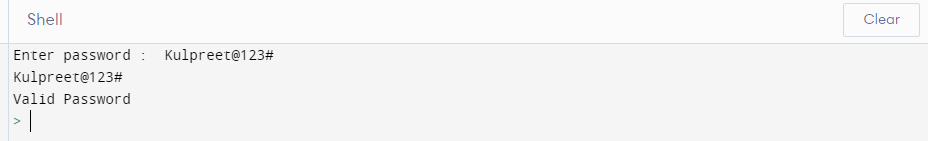 Shell
Clear
Enter password :  Kulpreet@123#
Kulpreet@123#
Valid Password
>